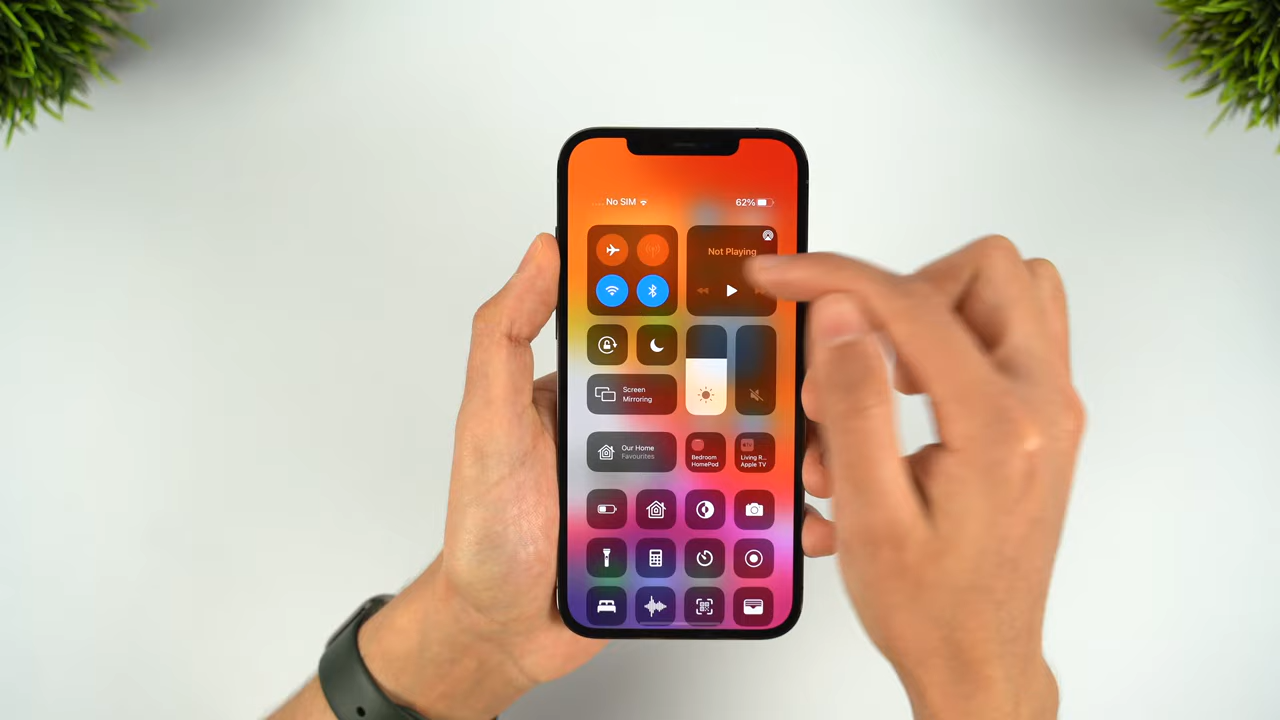 No SIM
62%
Not Playing
Screen
Mirroring
Our Home
Favourites
Bedroom
HomePod
Living R...
Apple TV